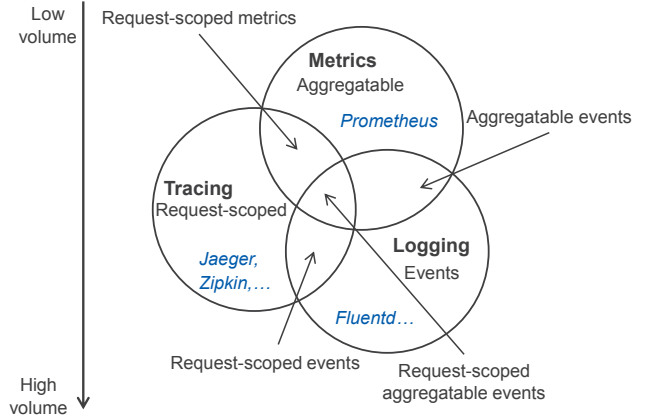 Low
volume
Request-scoped metrics
Metrics
Aggregatable
Prometheus
Aggregatable events
Tracing
Request-scoped
Jaeger,
Zipkin,...
Logging
Events
Fluentd...
Request-scoped events
Request-scoped
aggregatable events
High
volume